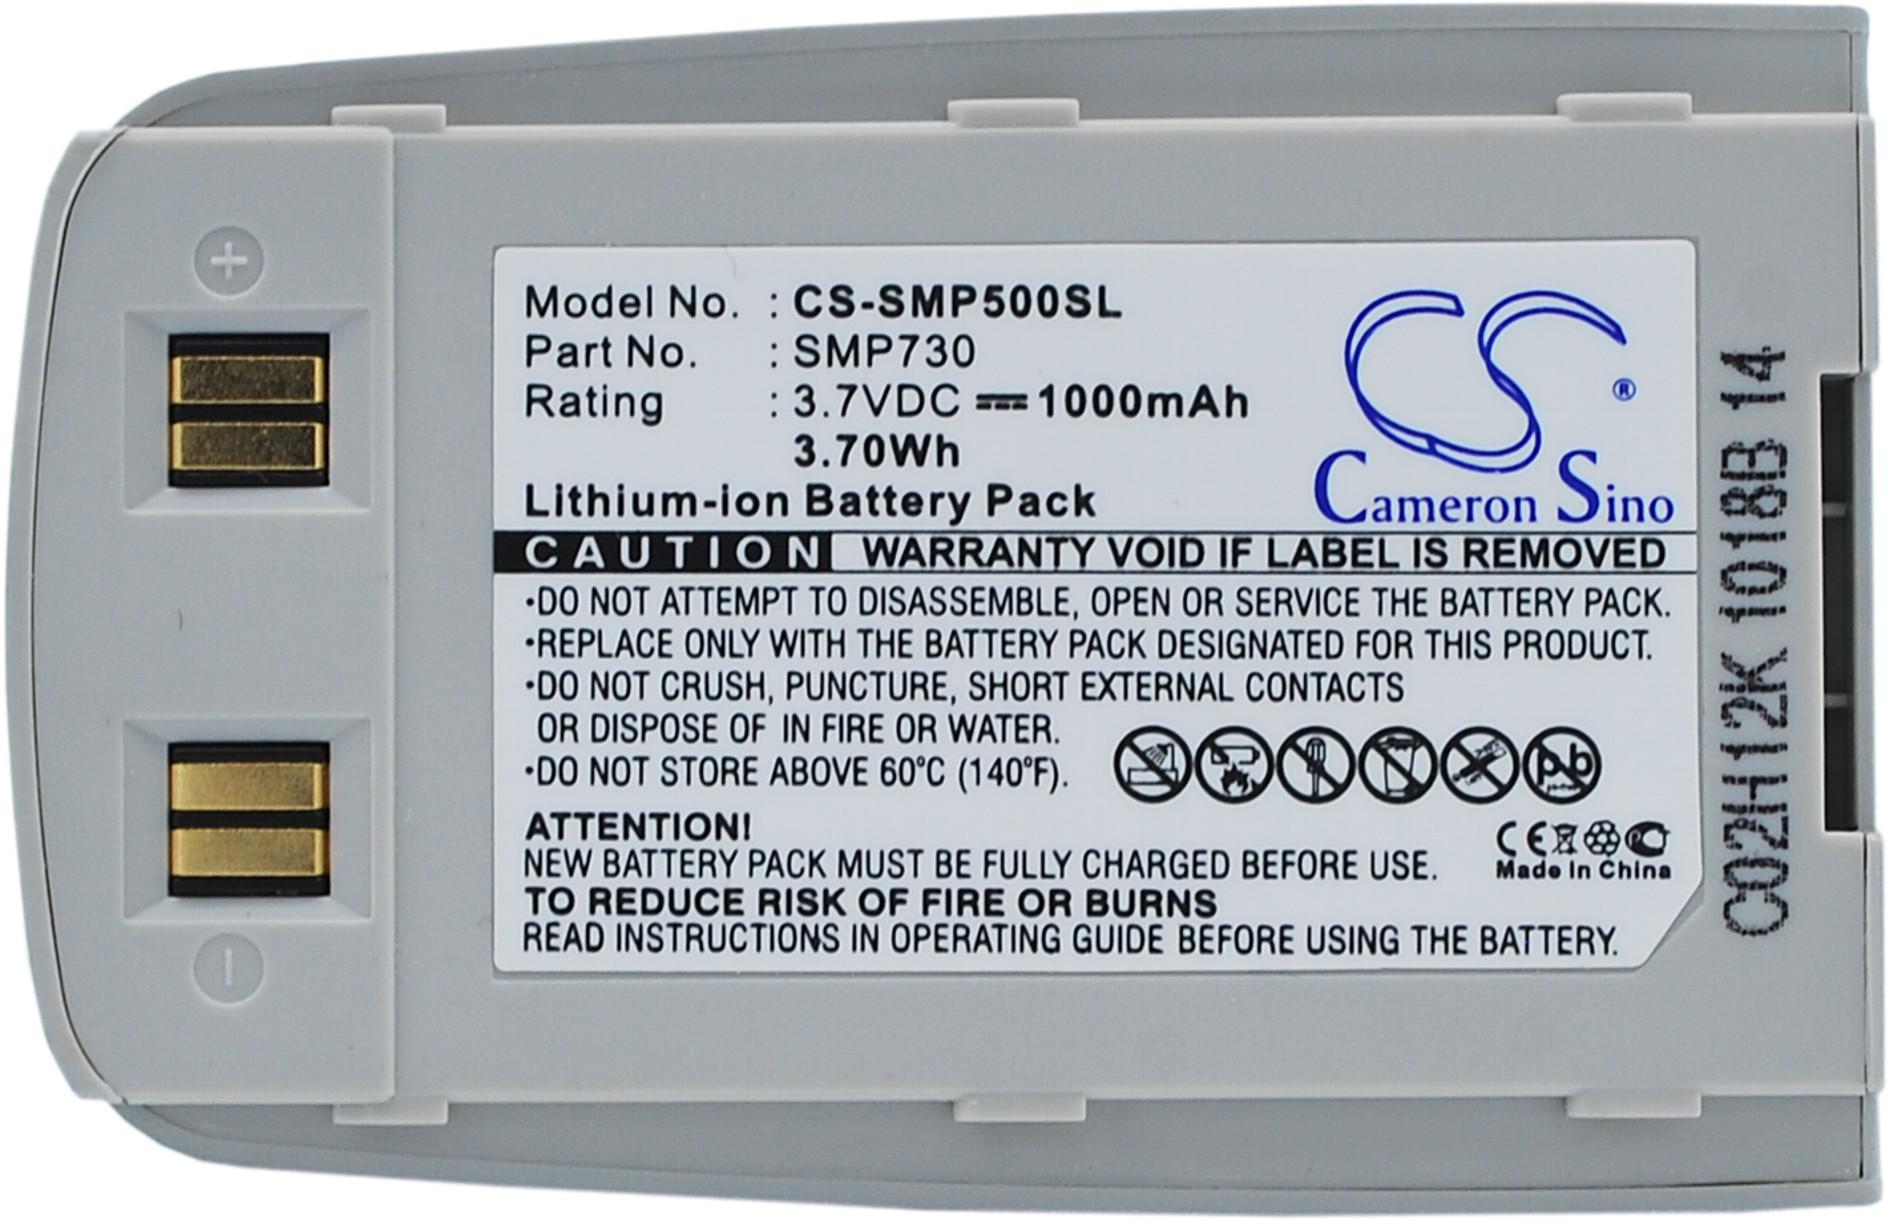 Model No. : CS-SMP500SL
Part No. : SMP730
Rating : 3.7VDC ⎓ 1000mAh
3.70Wh
Lithium-ion Battery Pack
CS®
Cameron Sino
CAUTION WARRANTY VOID IF LABEL IS REMOVED
•DO NOT ATTEMPT TO DISASSEMBLE, OPEN OR SERVICE THE BATTERY PACK.
•REPLACE ONLY WITH THE BATTERY PACK DESIGNATED FOR THIS PRODUCT.
•DO NOT CRUSH, PUNCTURE, SHORT EXTERNAL CONTACTS
OR DISPOSE OF IN FIRE OR WATER.
•DO NOT STORE ABOVE 60°C (140°F).
Pb
ATTENTION!
NEW BATTERY PACK MUST BE FULLY CHARGED BEFORE USE.
TO REDUCE RISK OF FIRE OR BURNS
READ INSTRUCTIONS IN OPERATING GUIDE BEFORE USING THE BATTERY.
CE
Made In China
C02H12K 1018B 14
+
-